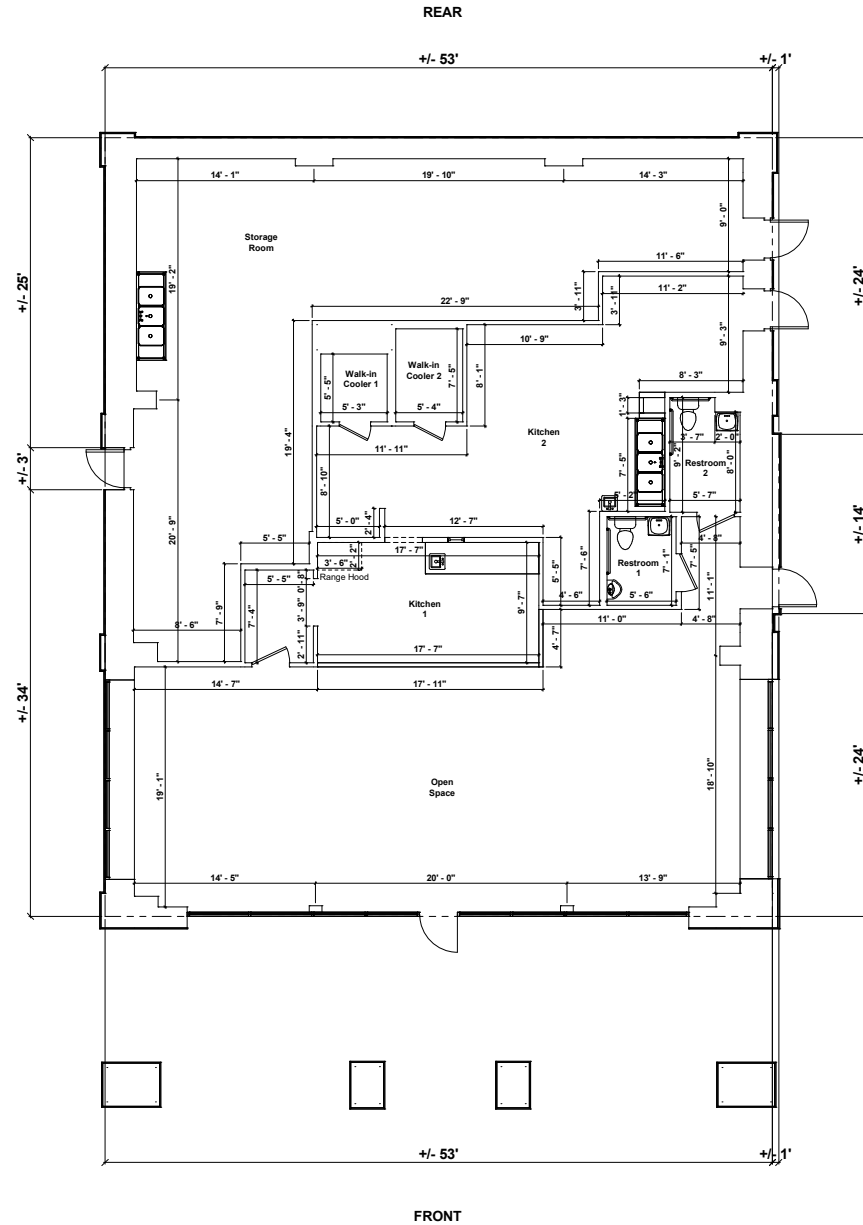 REAR
+/- 53'
+/- 1'
14' - 1"
19' - 10"
14' - 3"
9' - 0"
Storage
Room
19' - 2"
+/- 25'
+/- 24'
11' - 6"
3' - 11"
11' - 2"
22' - 9"
3' - 11"
9' - 3"
10' - 9"
8' - 1"
7' - 5"
Walk-in
Cooler 1
Walk-in
Cooler 2
5' - 5"
5' - 3"
5' - 4"
8' - 3"
1' - 3"
3' - 7"
2' - 0"
19' - 4"
Kitchen
2
11' - 11"
7' - 5"
9' - 2"
8' - 0"
Restroom
2
+/- 3'
8' - 10"
5' - 2"
5' - 7"
+/- 14'
20' - 9"
5' - 0"
2' - 4"
12' - 7"
4' - 8"
5' - 5"
17' - 7"
2' - 2"
3' - 6"
Range Hood
5' - 5"
0' - 8"
3' - 9"
2' - 11"
7' - 4"
7' - 9"
8' - 6"
Kitchen
1
9' - 7"
17' - 7"
5' - 5"
7' - 6"
4' - 6"
Restroom
1
7' - 1"
5' - 6"
7' - 5"
11' - 1"
11' - 0"
4' - 8"
4' - 7"
14' - 7"
17' - 11"
+/- 34'
+/- 24'
19' - 1"
18' - 10"
Open
Space
14' - 5"
20' - 0"
13' - 9"
+/- 53'
+/- 1'
FRONT